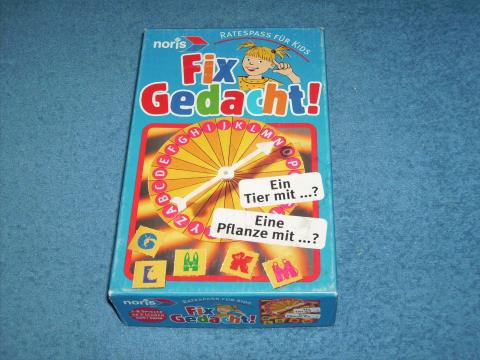 noris
RATESPASS FÜR KIDS
Fix
Gedacht!
Y Z A B C D E F G H I J K L M N O P
Ein
Tier mit ...?
Eine
Pflanze mit ...?
G
L H K M
noris
RATESPASS FÜR KIDS
Fix
Gedacht!